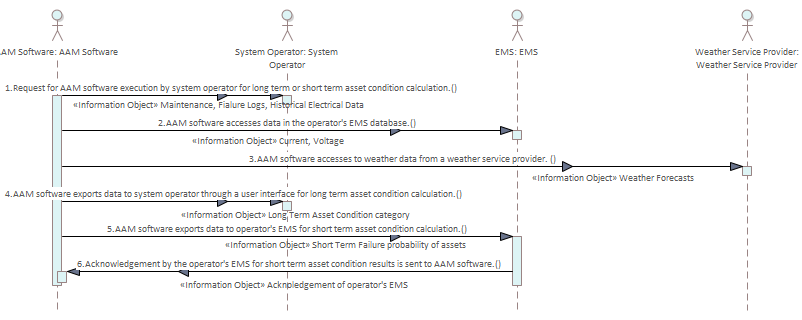 AM Software: AAM Software
System Operator: System
Operator
EMS: EMS
Weather Service Provider:
Weather Service Provider
1.Request for AAM software execution by system operator for long term or short term asset condition calculation.()
«Information Object» Maintenance, Fialure Logs, Historical Electrical Data
2.AAM software accesses data in the operator's EMS database.()
«Information Object» Current, Voltage
3.AAM software accesses to weather data from a weather service provider. ()
«Information Object» Weather Forecasts
4.AAM software exports data to system operator through a user interface for long term asset condition calculation.()
«Information Object» Long Term Asset Condition category
5.AAM software exports data to operator's EMS for short term asset condition calculation.()
«Information Object» Short Term Failure probability of assets
6.Acknowledgement by the operator's EMS for short term asset condition results is sent to AAM software.()
«Information Object» Acknpledgement of operator's EMS